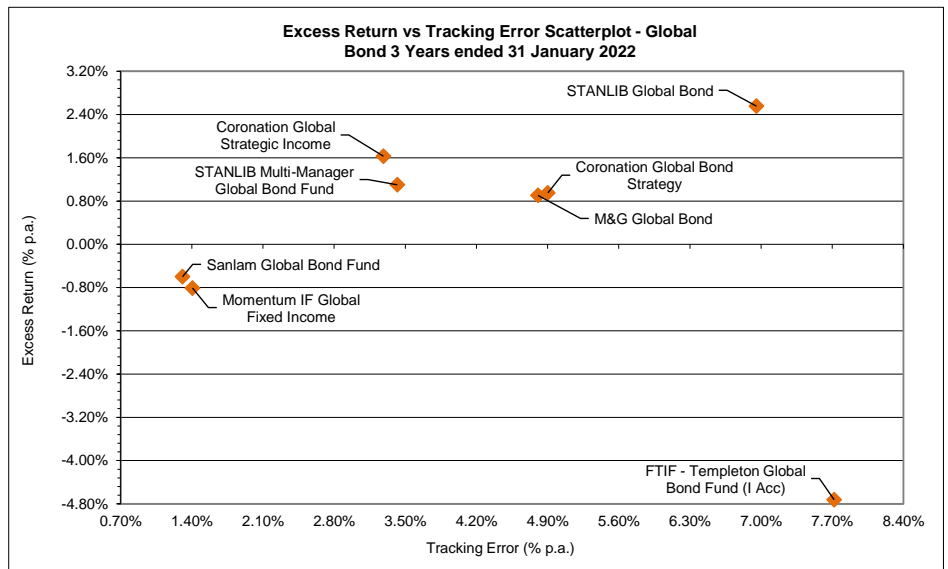 Excess Return vs Tracking Error Scatterplot - Global
Bond 3 Years ended 31 January 2022
Excess Return (% p.a.)
3.20%
2.40%
1.60%
0.80%
0.00%
-0.80%
-1.60%
-2.40%
-3.20%
-4.00%
-4.80%
STANLIB Global Bond
Coronation Global
Strategic Income
STANLIB Multi-Manager
Global Bond Fund
Coronation Global Bond
Strategy
M&G Global Bond
Sanlam Global Bond Fund
Momentum IF Global
Fixed Income
FTIF - Templeton Global
Bond Fund (I Acc)
0.70% 1.40% 2.10% 2.80% 3.50% 4.20% 4.90% 5.60% 6.30% 7.00% 7.70% 8.40%
Tracking Error (% p.a.)